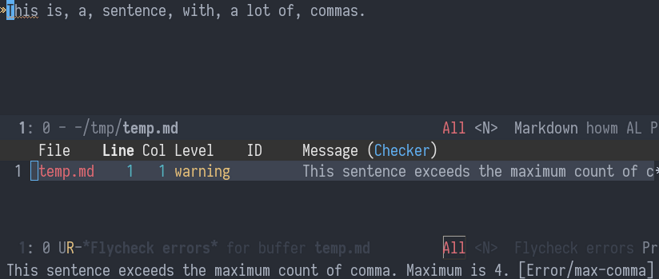 »This is, a, sentence, with, a lot of, commas.
1: 0 - ~/tmp/temp.md All <N> Markdown howm AL P
File Line Col Level ID Message (Checker)
1 temp.md 1 1 warning This sentence exceeds the maximum count of c
1: 0 UR-*Flycheck errors* for buffer temp.md All <N> Flycheck errors Pr
This sentence exceeds the maximum count of comma. Maximum is 4. [Error/max-comma]